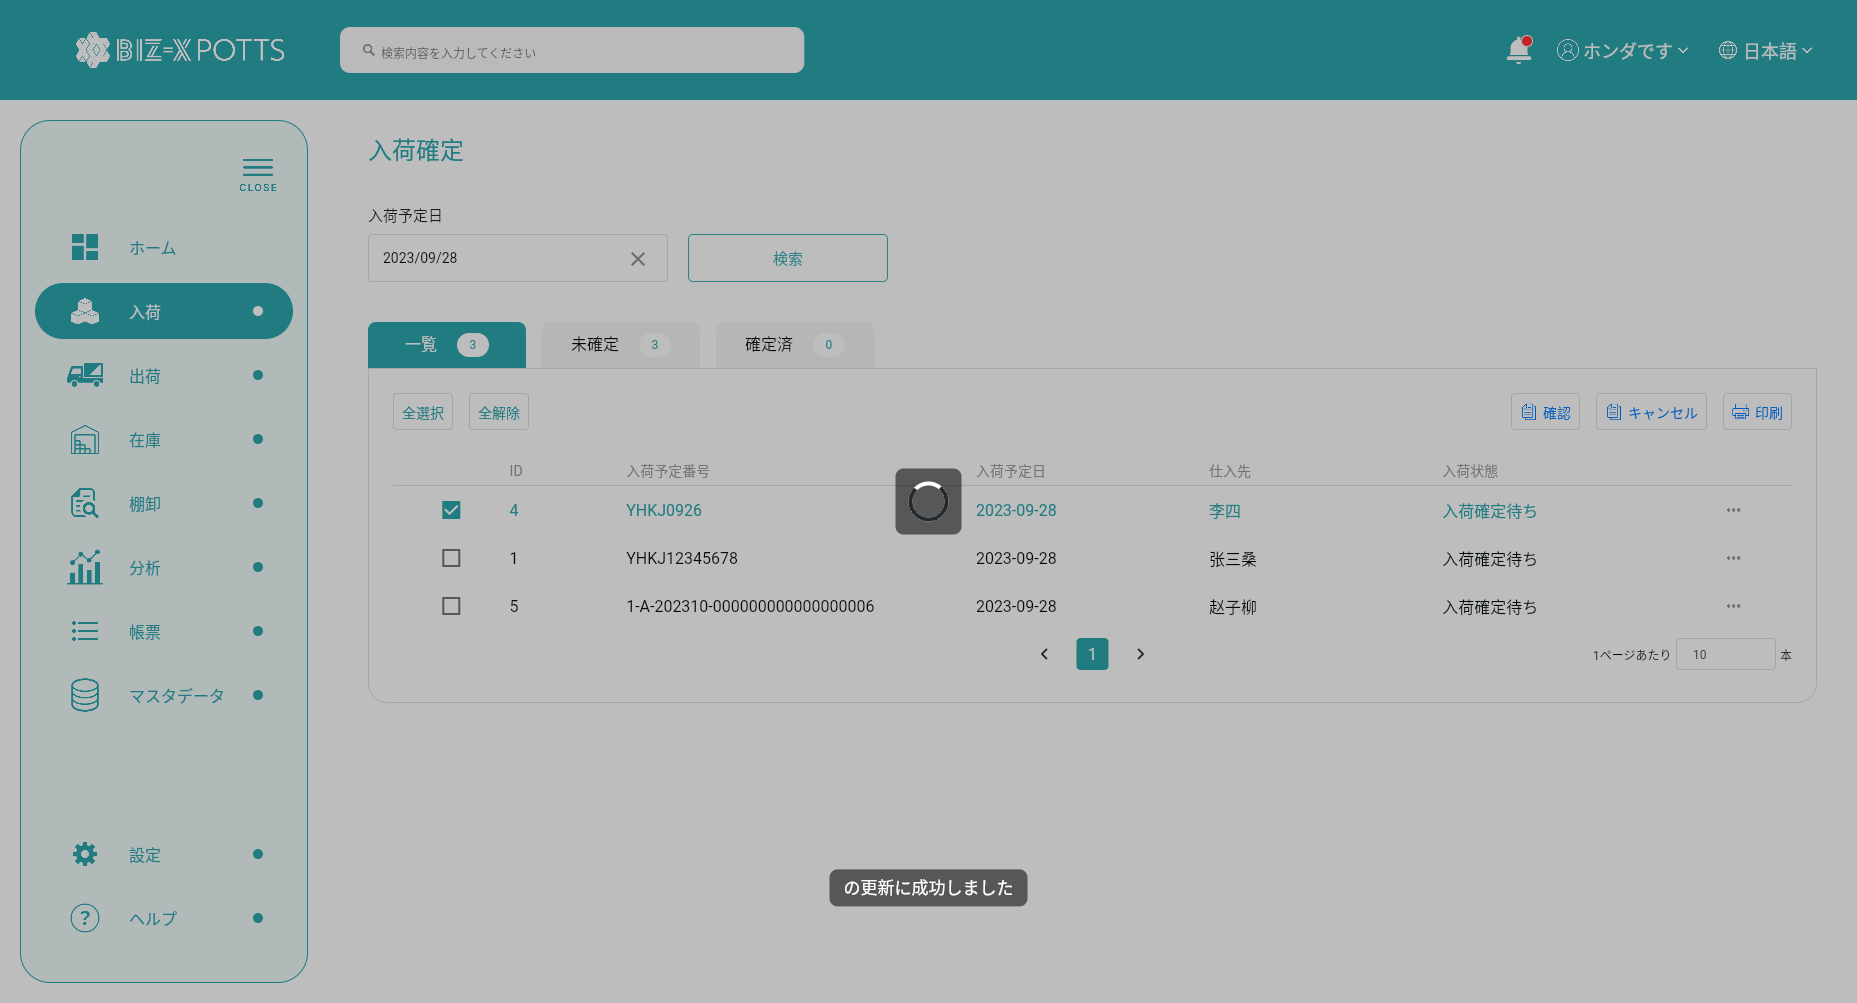 BIZ=X POTTS
検索内容を入力してください
ホンダです
日本語
CLOSE
ホーム
入荷
出荷
在庫
棚卸
分析
帳票
マスタデータ
設定
ヘルプ
入荷確定
入荷予定日
2023/09/28
検索
一覧 3
未確定 3
確定済 0
全選択
全解除
確認
キャンセル
印刷
ID 入荷予定番号 入荷予定日 仕入先 入荷状態
4 YHKJ0926 2023-09-28 李四 入荷確定待ち
1 YHKJ12345678 2023-09-28 张三桑 入荷確定待ち
5 1-A-202310-000000000000000006 2023-09-28 赵子柳 入荷確定待ち
1
1ページあたり 10 本
の更新に成功しました